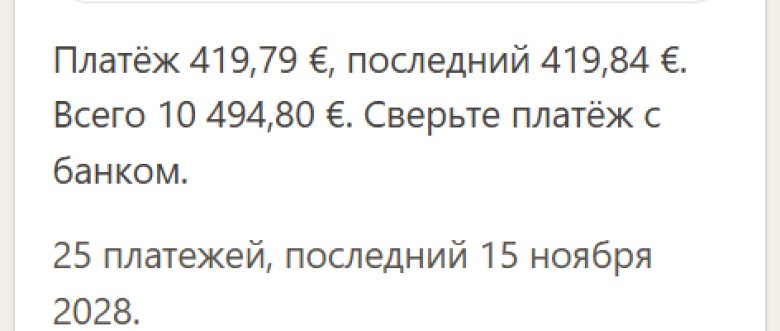 Платёж 419,79 €, последний 419,84 €.
Всего 10 494,80 €. Сверьте платёж с
банком.
25 платежей, последний 15 ноября
2028.